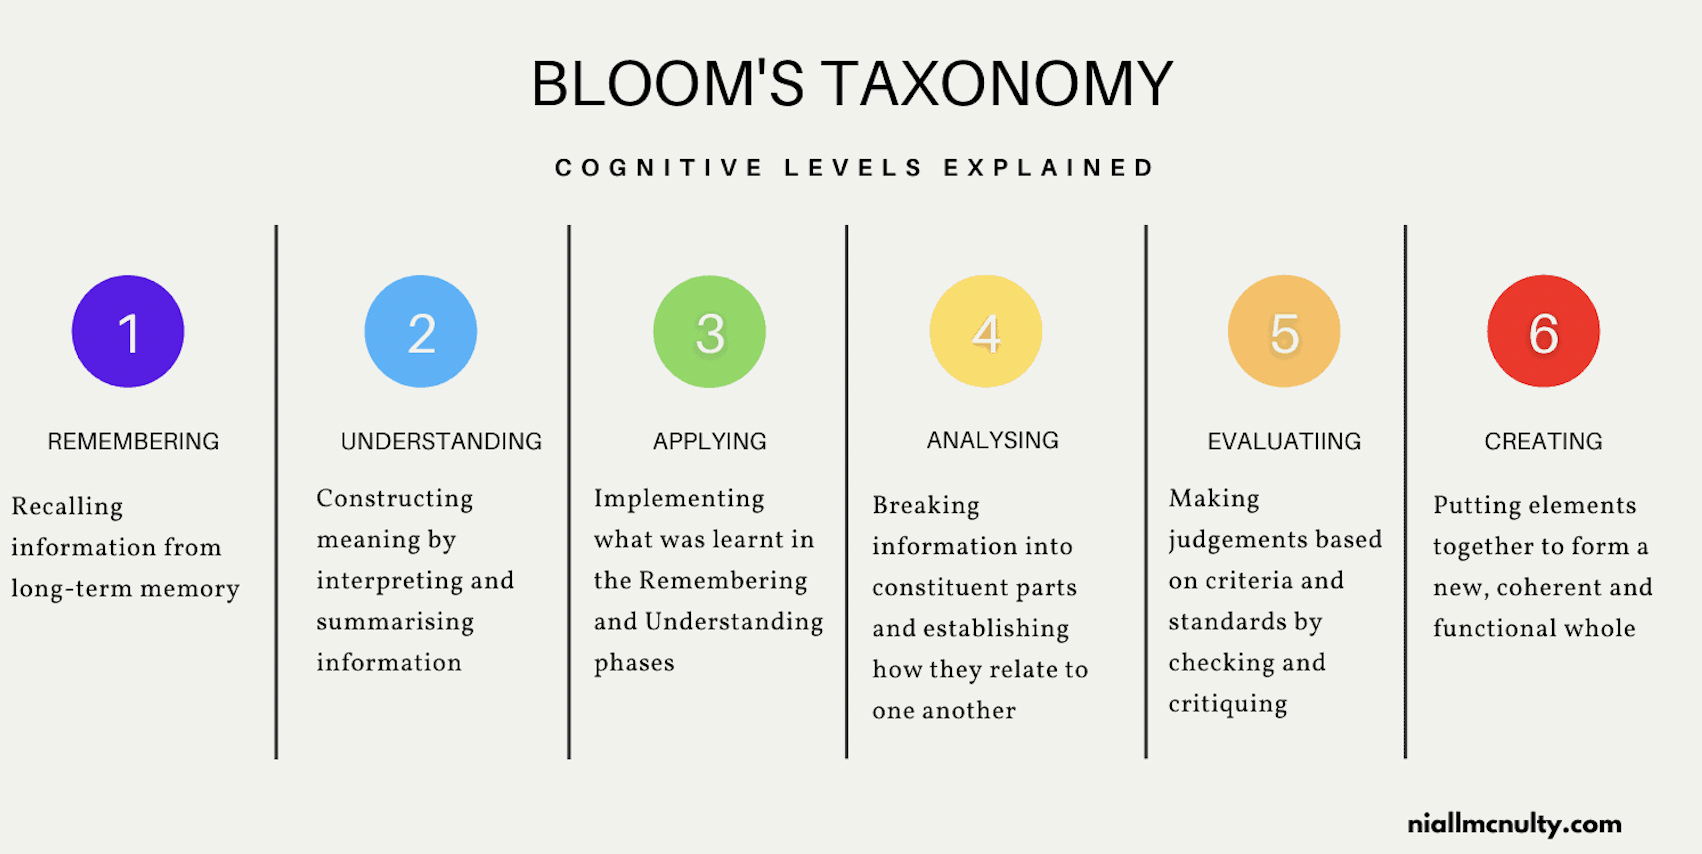 BLOOM'S TAXONOMY
COGNITIVE LEVELS EXPLAINED
1
REMEMBERING
Recalling
information from
long-term memory
2
UNDERSTANDING
Constructing
meaning by
interpreting and
summarising
information
3
APPLYING
Implementing
what was learnt in
the Remembering
and Understanding
phases
4
ANALYSING
Breaking
information into
constituent parts
and establishing
how they relate to
one another
5
EVALUATIING
Making
judgements based
on criteria and
standards by
checking and
critiquing
6
CREATING
Putting elements
together to form a
new, coherent and
functional whole
niallmcnulty.com